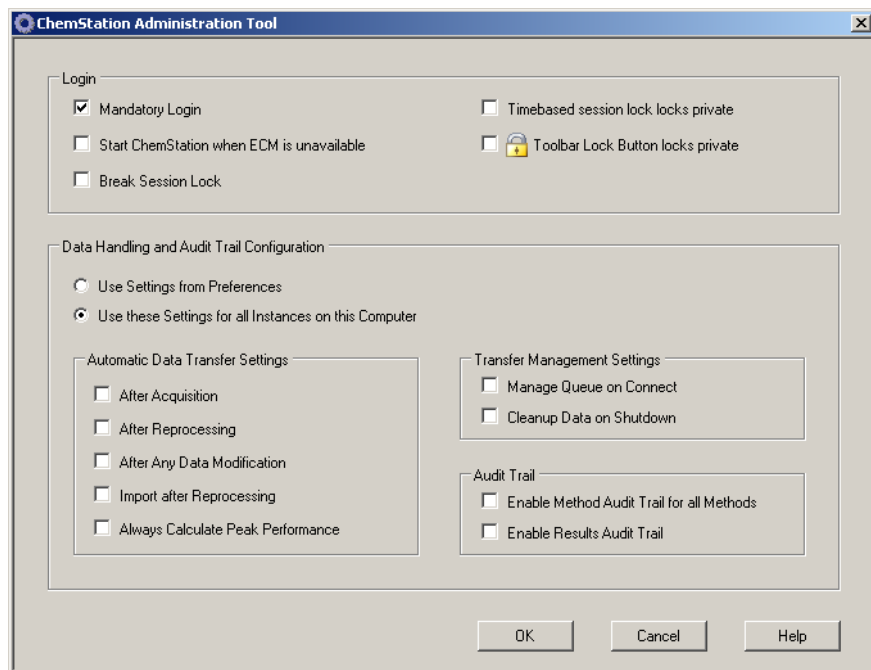 ChemStation Administration Tool
Login
Mandatory Login
Timebased session lock locks private
Start ChemStation when ECM is unavailable
Toolbar Lock Button locks private
Break Session Lock
Data Handling and Audit Trail Configuration
Use Settings from Preferences
Use these Settings for all Instances on this Computer
Automatic Data Transfer Settings
After Acquisition
After Reprocessing
After Any Data Modification
Import after Reprocessing
Always Calculate Peak Performance
Transfer Management Settings
Manage Queue on Connect
Cleanup Data on Shutdown
Audit Trail
Enable Method Audit Trail for all Methods
Enable Results Audit Trail
OK
Cancel
Help